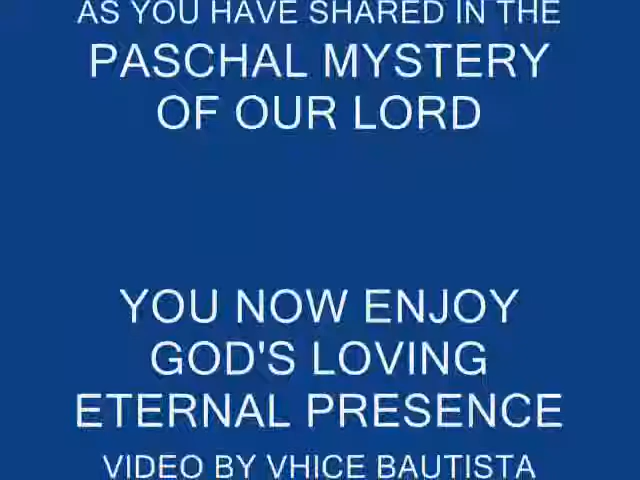 AS YOU HAVE SHARED IN THE
PASCHAL MYSTERY
OF OUR LORD
YOU NOW ENJOY
GOD'S LOVING
ETERNAL PRESENCE
VIDEO BY VHICE BAUTISTA